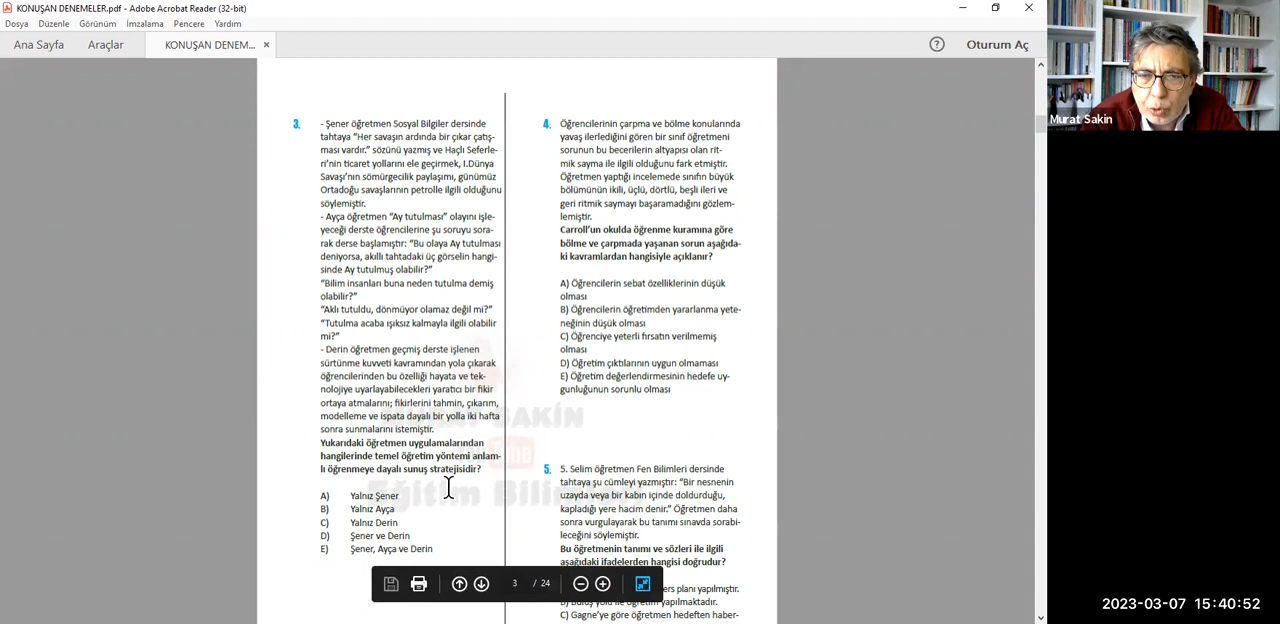 KONUŞAN DENEMELER.pdf - Adobe Acrobat Reader (32-bit)
Dosya Düzenle Görünüm İmzalama Pencere Yardım
Ana Sayfa Araçlar KONUŞAN DENEM... × ? Oturum Aç
Murat Sakin
3. - Şener öğretmen Sosyal Bilgiler dersinde
tahtaya "Her savaşın ardında bir çıkar çatış-
ması vardır." sözünü yazmış ve Haçlı Seferle-
ri'nin ticaret yollarını ele geçirmek, I.Dünya
Savaşı'nın sömürgecilik paylaşımı, günümüz
Ortadoğu savaşlarının petrolle ilgili olduğunu
söylemiştir.
- Ayça öğretmen "Ay tutulması" olayını işle-
yeceği derste öğrencilerine şu soruyu sora-
rak derse başlamıştır: "Bu olaya Ay tutulması
deniyorsa, akıllı tahtadaki üç görselin hangi-
sinde Ay tutulmuş olabilir?"
"Bilim insanları buna neden tutulma demiş
olabilir?"
"Aklı tutuldu, dönmüyor olamaz değil mi?"
"Tutulma acaba ışıksız kalmayla ilgili olabilir
mi?"
- Derin öğretmen geçmiş derste işlenen
sürtünme kuvveti kavramından yola çıkarak
öğrencilerinden bu özelliği hayata ve tek-
nolojiye uyarlayabilecekleri yaratıcı bir fikir
ortaya atmalarını; fikirlerini tahmin, çıkarım,
modelleme ve ispata dayalı bir yolla iki hafta
sonra sunmalarını istemiştir.
Yukarıdaki öğretmen uygulamalarından
hangilerinde temel öğretim yöntemi anlam-
lı öğrenmeye dayalı sunuş stratejisidir?
A) Yalnız Şener
B) Yalnız Ayça
C) Yalnız Derin
D) Şener ve Derin
E) Şener, Ayça ve Derin
4. Öğrencilerinin çarpma ve bölme konularında
yavaş ilerlediğini gören bir sınıf öğretmeni
sorunun bu becerilerin altyapısı olan rit-
mik sayma ile ilgili olduğunu fark etmiştir.
Öğretmen yaptığı incelemede sınıfın büyük
bölümünün ikili, üçlü, dörtlü, beşli ileri ve
geri ritmik saymayı başaramadığını gözlem-
lemiştir.
Carroll'un okulda öğrenme kuramına göre
bölme ve çarpmada yaşanan sorun aşağıda-
ki kavramlardan hangisiyle açıklanır?
A) Öğrencilerin sebat özelliklerinin düşük
olması
B) Öğrencilerin öğretimden yararlanma yete-
neğinin düşük olması
C) Öğrenciye yeterli fırsatın verilmemiş
olması
D) Öğretim çıktılarının uygun olmaması
E) Öğretim değerlendirmesinin hedefe uy-
gunluğunun sorunlu olması
5. 5. Selim öğretmen Fen Bilimleri dersinde
tahtaya şu cümleyi yazmıştır: "Bir nesnenin
uzayda veya bir kabın içinde doldurduğu,
kapladığı yere hacim denir." Öğretmen daha
sonra vurgulayarak bu tanımı sınavda sorabi-
leceğini söylemiştir.
Bu öğretmenin tanımı ve sözleri ile ilgili
aşağıdaki ifadelerden hangisi doğrudur?
ers planı yapılmıştır.
B) Buluş yolu ile öğretim yapılmaktadır.
C) Gagne'ye göre öğretmen hedeften haber-
SAKİN
Eğitim Bilim
3 / 24
2023-03-07 15:40:52